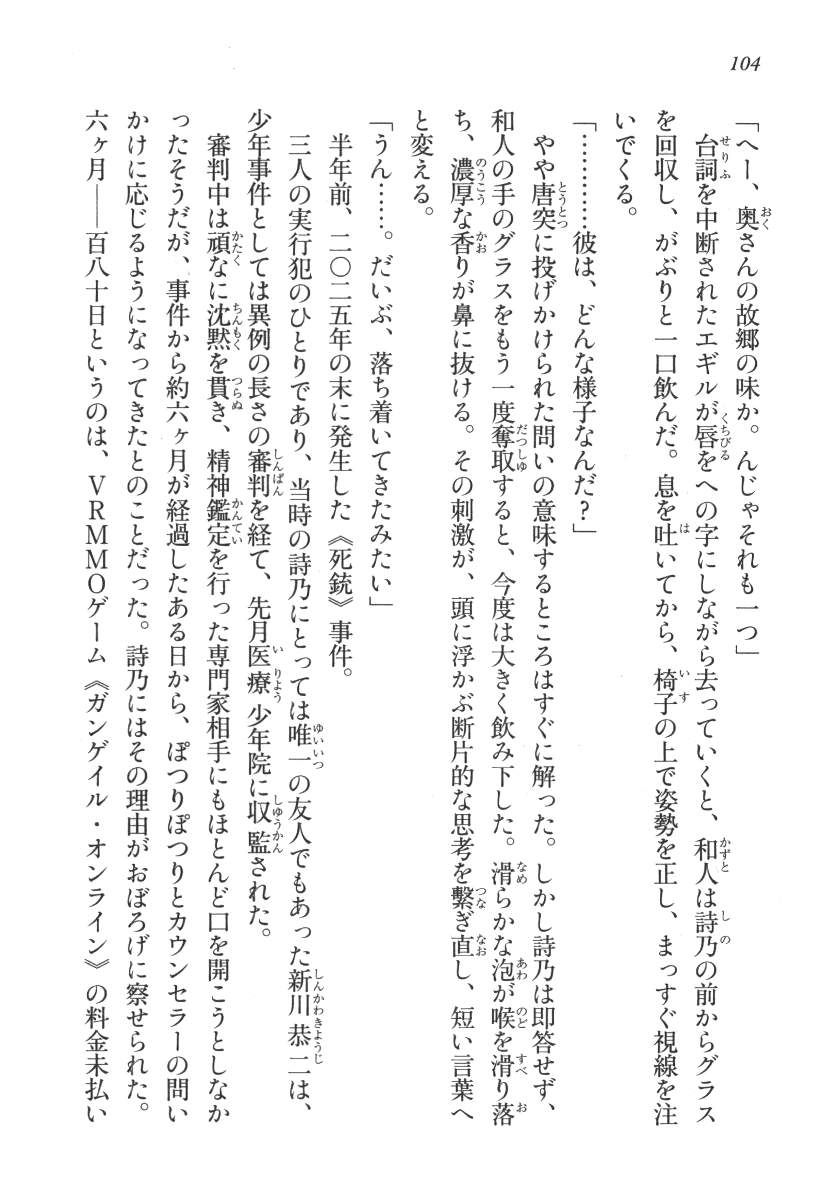 104
「へー、奥さんの故郷の味か。んじゃそれも一つ」
　台詞を中断されたエギルが唇をへの字にしながら去っていくと、和人は詩乃の前からグラス
を回収し、がぶりと一口飲んだ。息を吐いてから、椅子の上で姿勢を正し、まっすぐ視線を注
いでくる。
「…………彼は、どんな様子なんだ？」
　やや唐突に投げかけられた問いの意味するところはすぐに解った。しかし詩乃は即答せず、
和人の手のグラスをもう一度奪取すると、今度は大きく飲み下した。滑らかな泡が喉を滑り落
ち、濃厚な香りが鼻に抜ける。その刺激が、頭に浮かぶ断片的な思考を繋ぎ直し、短い言葉へ
と変える。
「うん……。だいぶ、落ち着いてきたみたい」
　半年前、二〇二五年の末に発生した《死銃》事件。
　三人の実行犯のひとりであり、当時の詩乃にとっては唯一の友人でもあった新川恭二は、
少年事件としては異例の長さの審判を経て、先月医療少年院に収監された。
　審判中は頑なに沈黙を貫き、精神鑑定を行った専門家相手にもほとんど口を開こうとしなか
ったそうだが、事件から約六ヶ月が経過したある日から、ぽつりぽつりとカウンセラーの問い
かけに応じるようになってきたとのことだった。詩乃にはその理由がおぼろげに察せられた。
六ヶ月――百八十日というのは、ＶＲＭＭＯゲーム《ガンゲイル・オンライン》の料金未払い